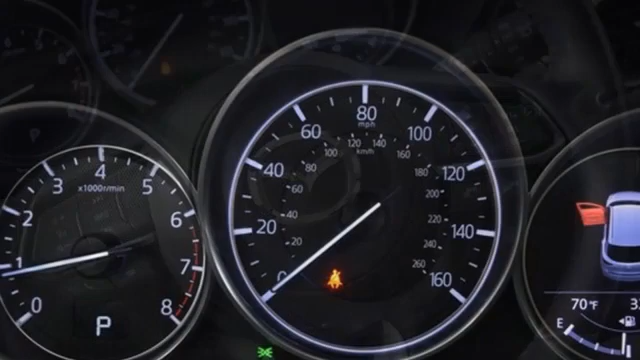 4
3 5
x1000r/min
2 6
1 7
0 8
P
80
mph
60 100
120 140
100 km/h 160
80 180
40 120
60 200
40 220
20 140
20 240
0 260 160
70°F
E